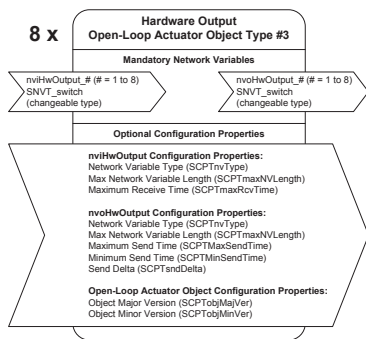 8 x
Hardware Output
Open-Loop Actuator Object Type #3
Mandatory Network Variables
nviHwOutput_# (# = 1 to 8)
SNVT_switch
(changeable type)
nvoHwOutput_# (# = 1 to 8)
SNVT_switch
(changeable type)
Optional Configuration Properties
nviHwOutput Configuration Properties:
Network Variable Type (SCPTnvType)
Max Network Variable Length (SCPTmaxNVLength)
Maximum Receive Time (SCPTmaxRcvTime)
nvoHwOutput Configuration Properties:
Network Variable Type (SCPTnvType)
Max Network Variable Length (SCPTmaxNVLength)
Maximum Send Time (SCPTMaxSendTime)
Minimum Send Time (SCPTMinSendTime)
Send Delta (SCPTsndDelta)
Open-Loop Actuator Object Configuration Properties:
Object Major Version (SCPTobjMajVer)
Object Minor Version (SCPTobjMinVer)